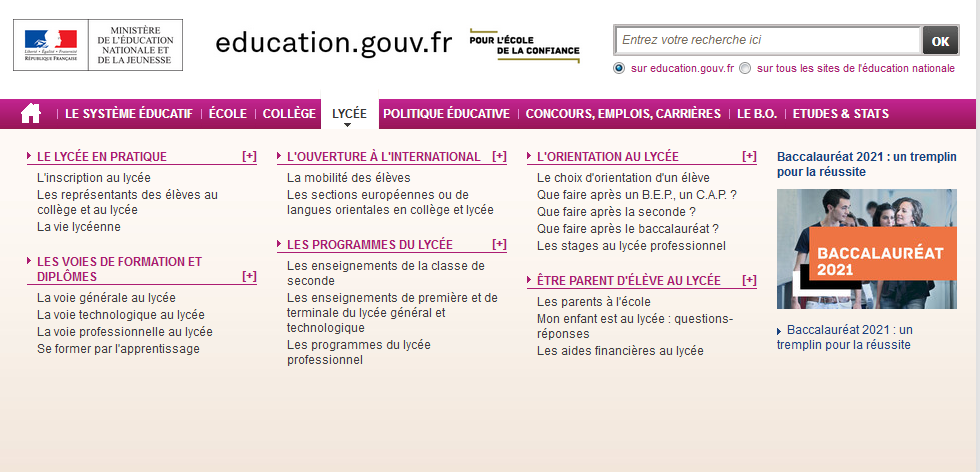 MINISTÈRE
DE L'ÉDUCATION
NATIONALE ET
DE LA JEUNESSE
Liberté • Égalité • Fraternité
RÉPUBLIQUE FRANÇAISE
education.gouv.fr
POUR L'ÉCOLE
DE LA CONFIANCE
Entrez votre recherche ici
OK
sur education.gouv.fr
sur tous les sites de l'éducation nationale
LE SYSTÈME ÉDUCATIF
ÉCOLE
COLLÈGE
LYCÉE
POLITIQUE ÉDUCATIVE
CONCOURS, EMPLOIS, CARRIÈRES
LE B.O.
ETUDES & STATS
LE LYCÉE EN PRATIQUE [+]
L'inscription au lycée
Les représentants des élèves au
collège et au lycée
La vie lycéenne
LES VOIES DE FORMATION ET
DIPLÔMES [+]
La voie générale au lycée
La voie technologique au lycée
La voie professionnelle au lycée
Se former par l'apprentissage
L'OUVERTURE À L'INTERNATIONAL [+]
La mobilité des élèves
Les sections européennes ou de
langues orientales en collège et lycée
LES PROGRAMMES DU LYCÉE [+]
Les enseignements de la classe de
seconde
Les enseignements de première et de
terminale du lycée général et
technologique
Les programmes du lycée
professionnel
L'ORIENTATION AU LYCÉE [+]
Le choix d'orientation d'un élève
Que faire après un B.E.P., un C.A.P. ?
Que faire après la seconde ?
Que faire après le baccalauréat ?
Les stages au lycée professionnel
ÊTRE PARENT D'ÉLÈVE AU LYCÉE [+]
Les parents à l'école
Mon enfant est au lycée : questions-
réponses
Les aides financières au lycée
Baccalauréat 2021 : un tremplin
pour la réussite
BACCALAURÉAT
2021
Baccalauréat 2021 : un
tremplin pour la réussite